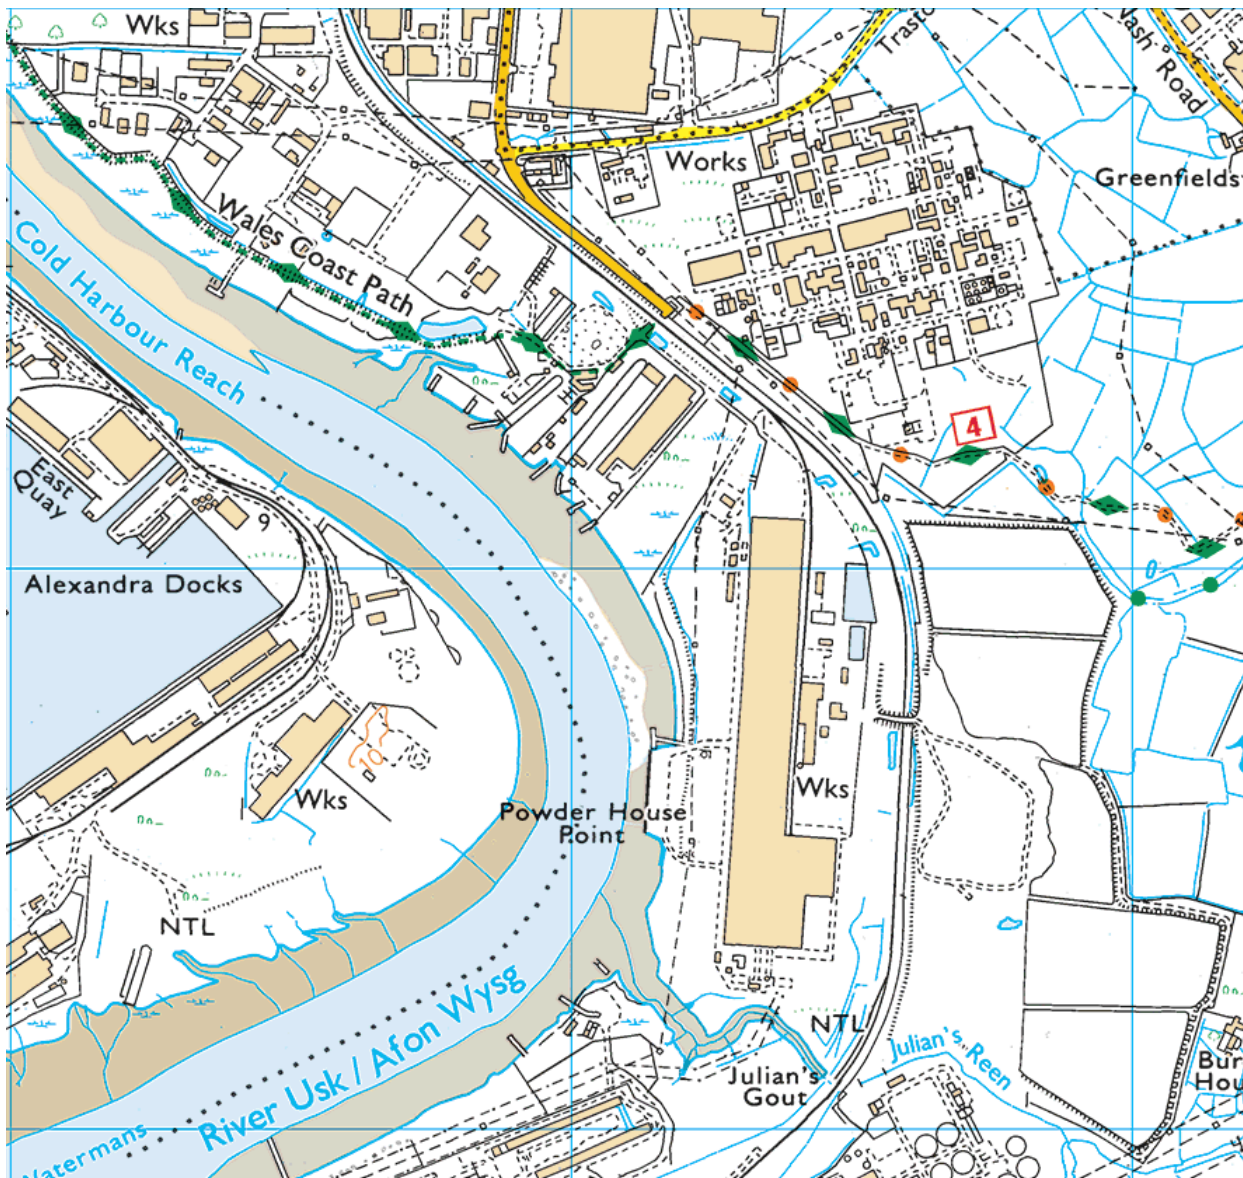 Wks
Trasto
Vash Road
Works
Greenfields
Wales Coast Path
Cold Harbour Reach
4
East
Quay
9
Alexandra Docks
10
Wks
Wks
Powder House
Point
NTL
River Usk / Afon Wysg
NTL
Julian's Reen
Julian's
Gout
Bur
Hou
Watermans